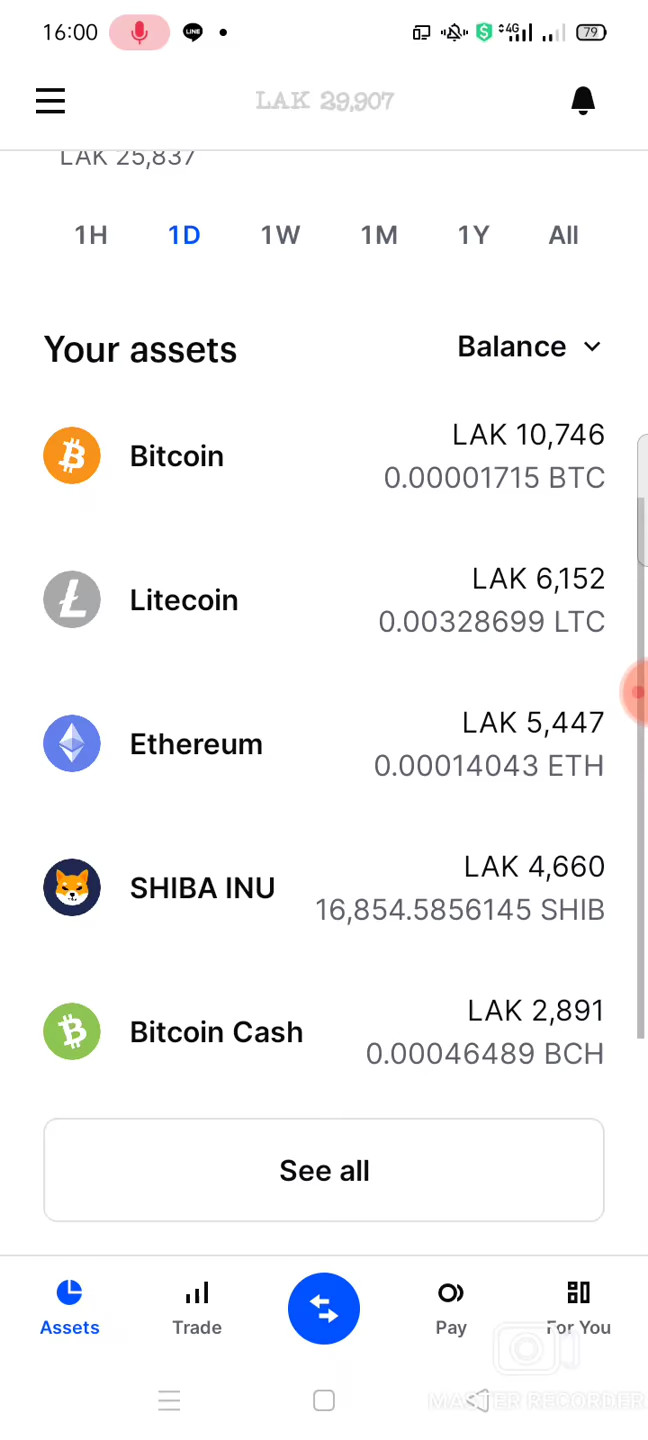 16:00 LINE 4G 79
LAK 29,907
LAK 25,837
1H 1D 1W 1M 1Y All
Your assets Balance
LAK 10,746
Bitcoin
0.00001715 BTC
LAK 6,152
Litecoin
0.00328699 LTC
LAK 5,447
Ethereum
0.00014043 ETH
LAK 4,660
SHIBA INU
16,854.5856145 SHIB
LAK 2,891
Bitcoin Cash
0.00046489 BCH
See all
Assets Trade Pay For You
MASTER RECORDER